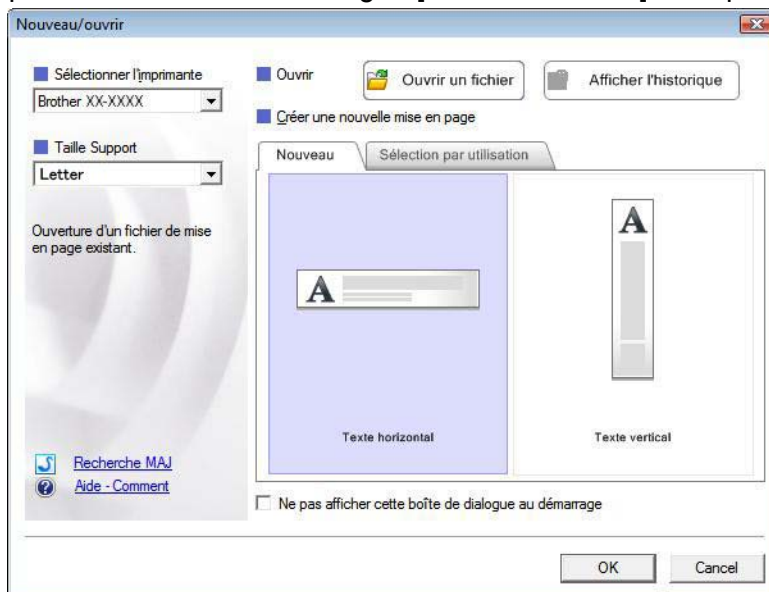 Nouveau/ouvrir
Sélectionner l'imprimante
Brother XX-XXXX
Taille Support
Letter
Ouverture d'un fichier de mise
en page existant.
Recherche MAJ
Aide - Comment
Ouvrir
Ouvrir un fichier
Afficher l'historique
Créer une nouvelle mise en page
Nouveau
Sélection par utilisation
A
Texte horizontal
A
Texte vertical
Ne pas afficher cette boîte de dialogue au démarrage
OK
Cancel